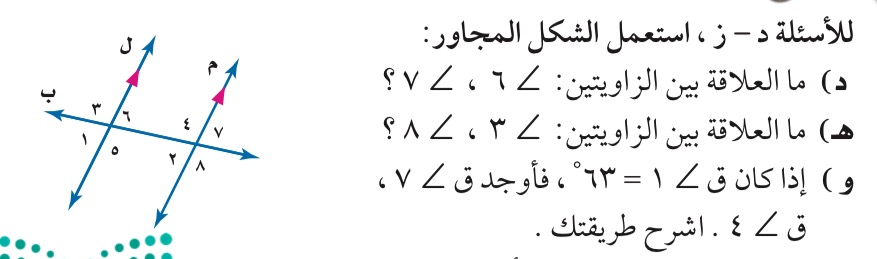 للأسئلة د – ز ، استعمل الشكل المجاور:
د) ما العلاقة بين الزاويتين: ∠ ٦ ، ∠ ٧ ؟
هـ) ما العلاقة بين الزاويتين: ∠ ٣ ، ∠ ٨ ؟
و) إذا كان ق ∠ ١ = ٦٣° ، فأوجد ق ∠ ٧ ،
ق ∠ ٤ . اشرح طريقتك .
ل
م
ب
٣ ٦
١ ٥
٤ ٧
٢ ٨